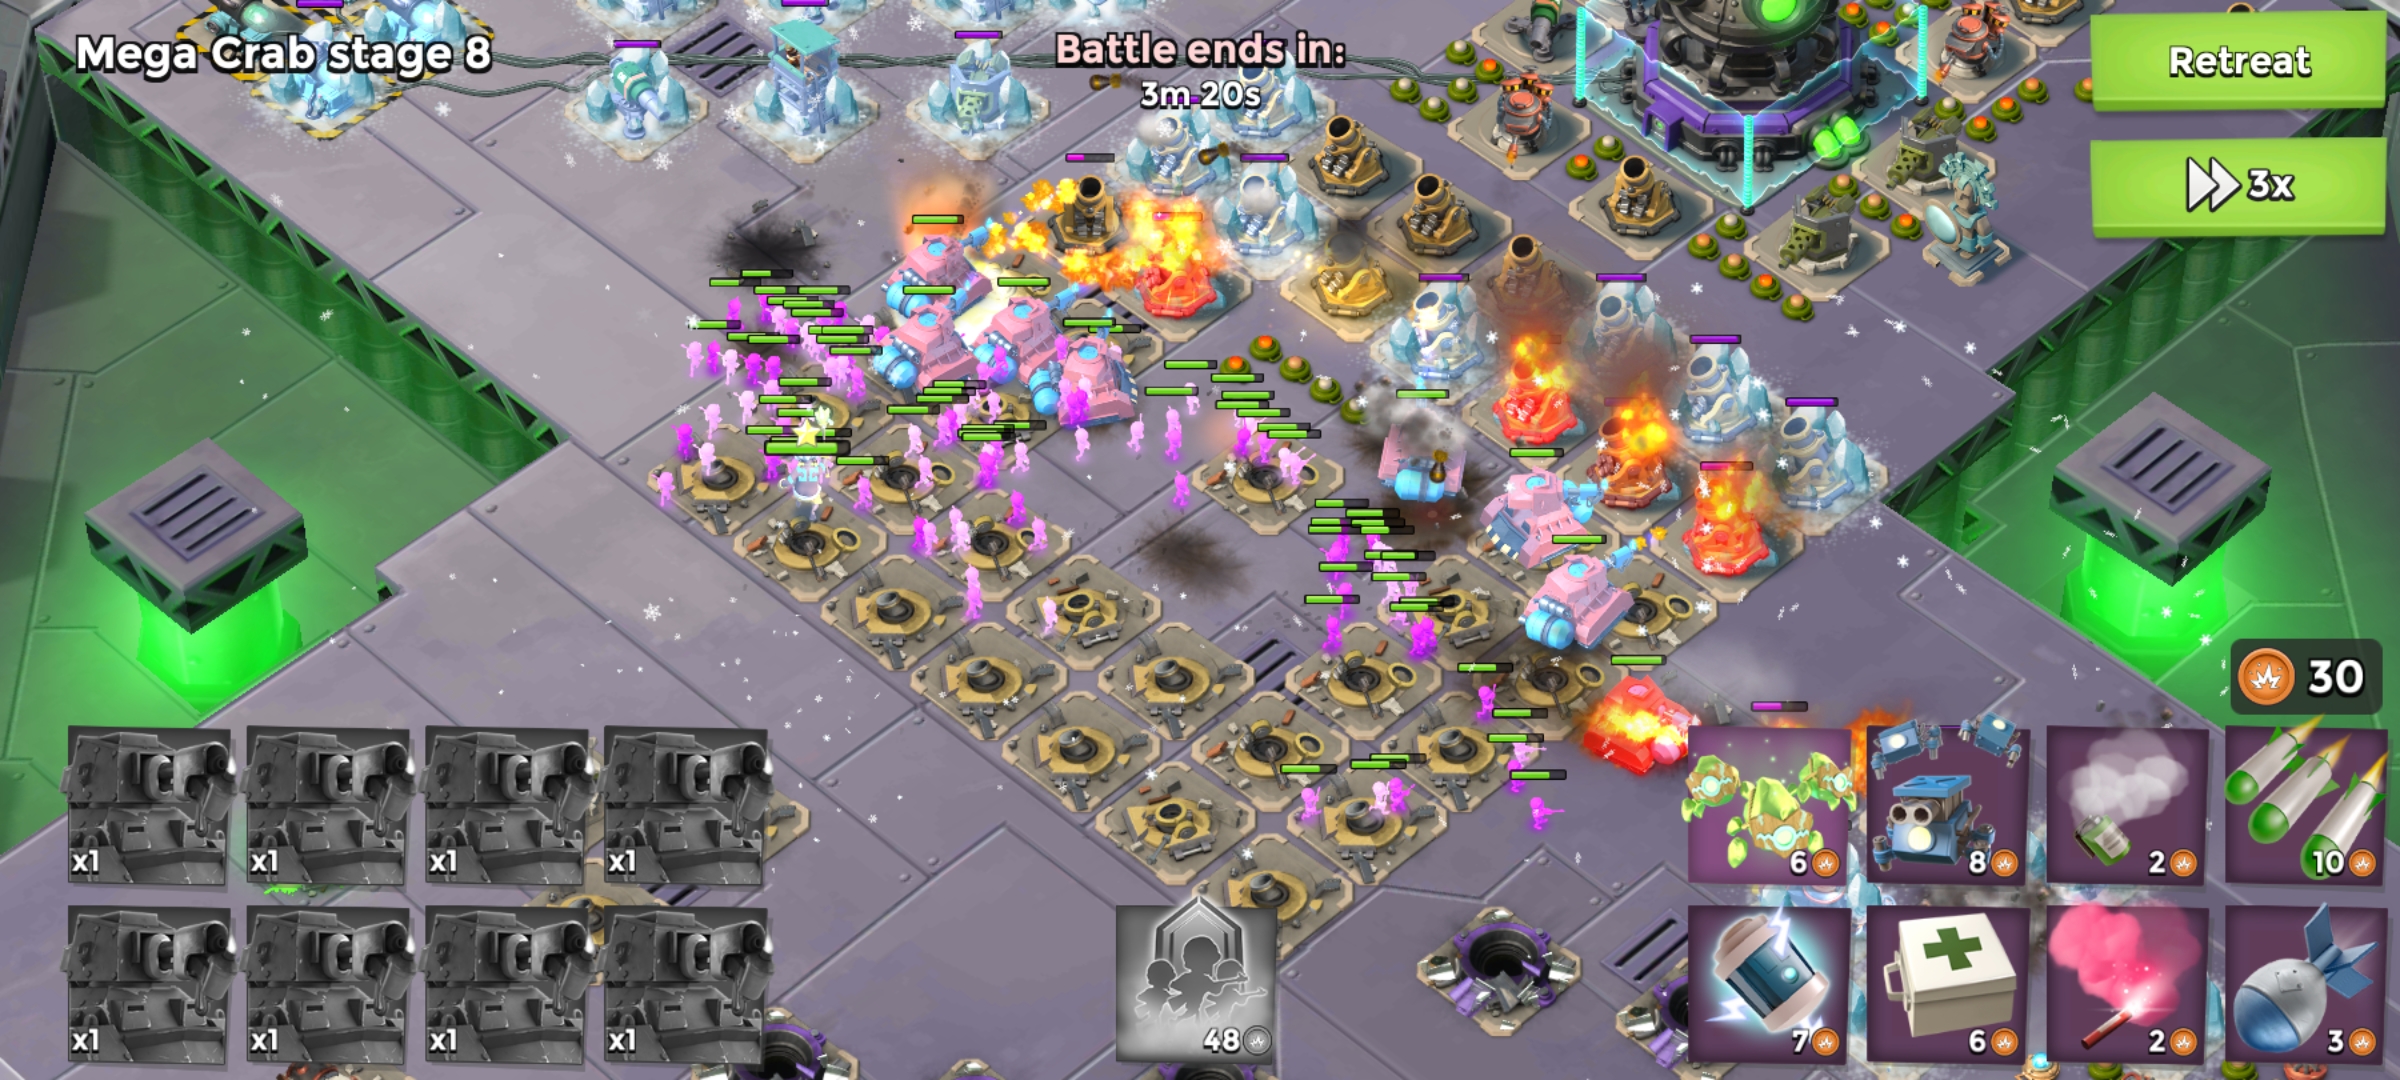 Mega Crab stage 8
Battle ends in:
3m 20s
Retreat
3x
30
x1
x1
x1
x1
6
8
2
10
x1
x1
x1
x1
48
7
6
2
3